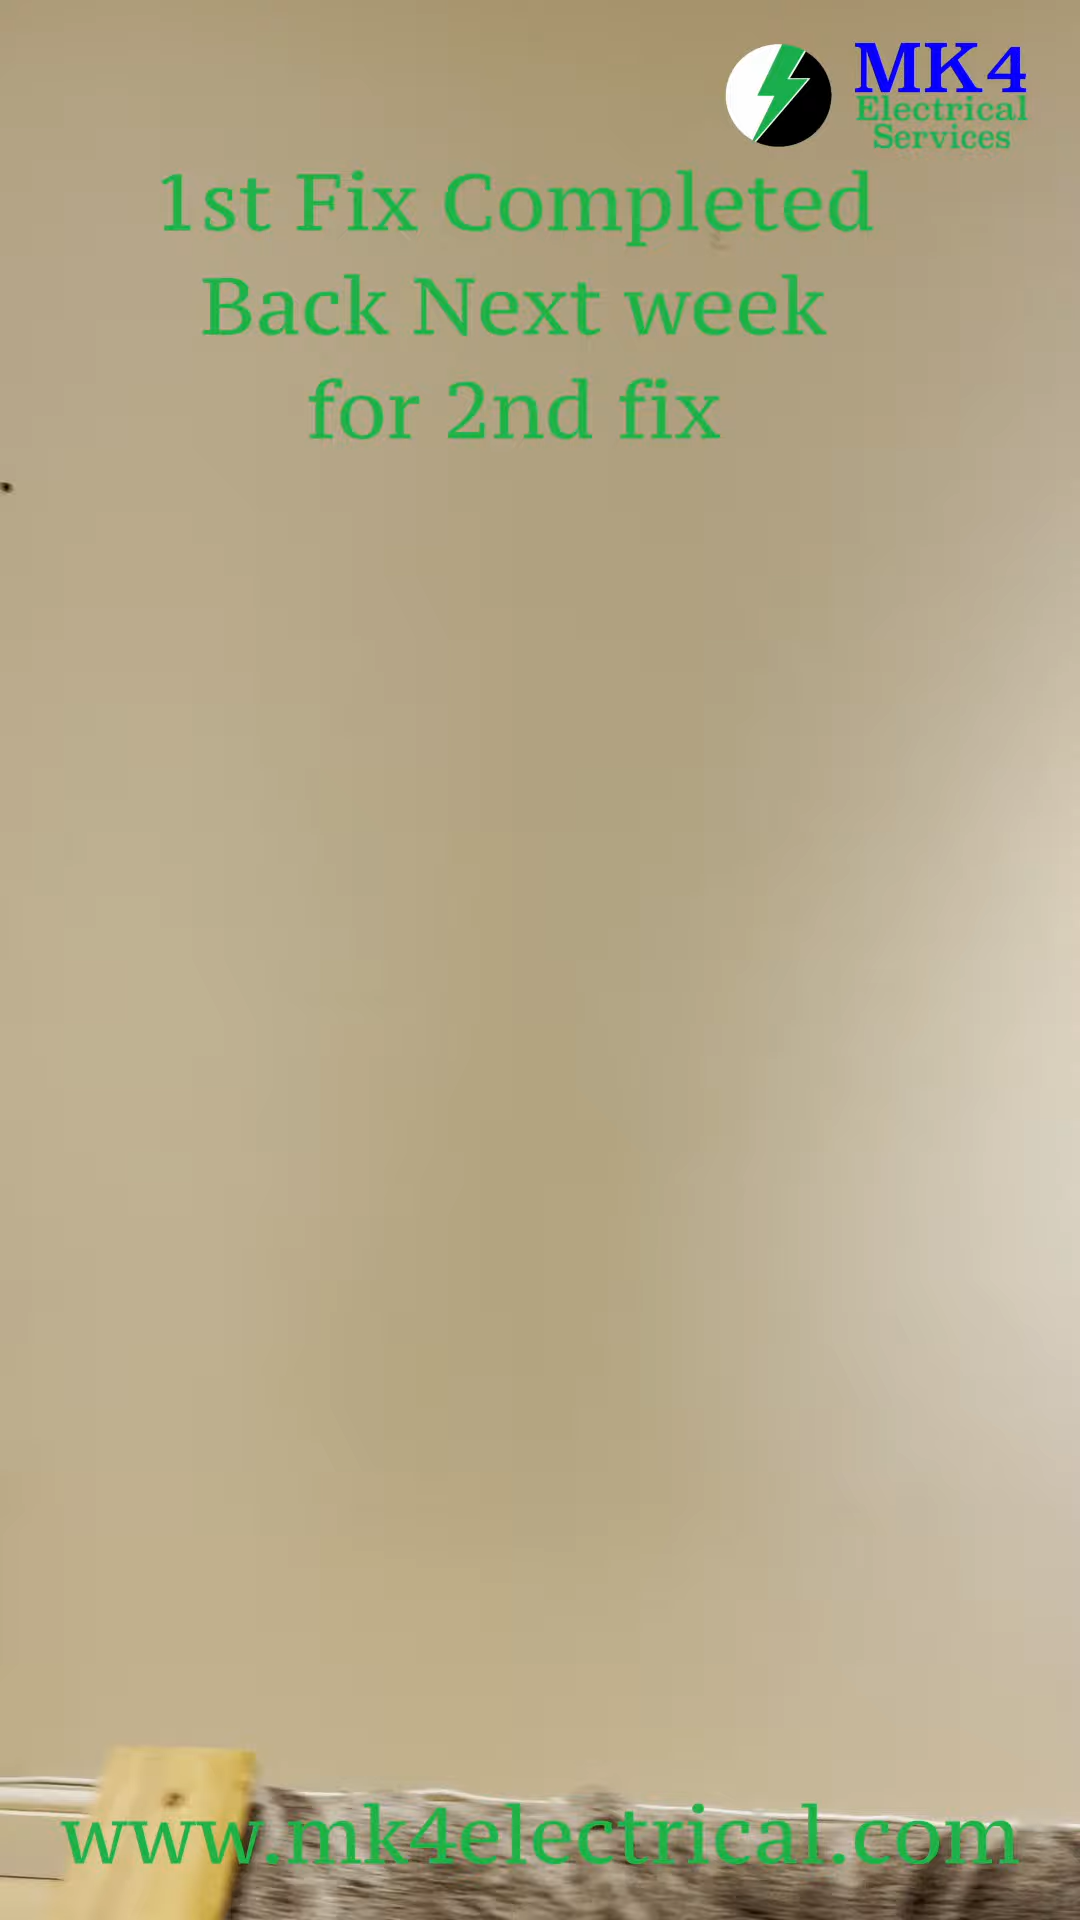 MK4
Electrical
Services
1st Fix Completed
Back Next week
for 2nd fix
www.mk4electrical.com